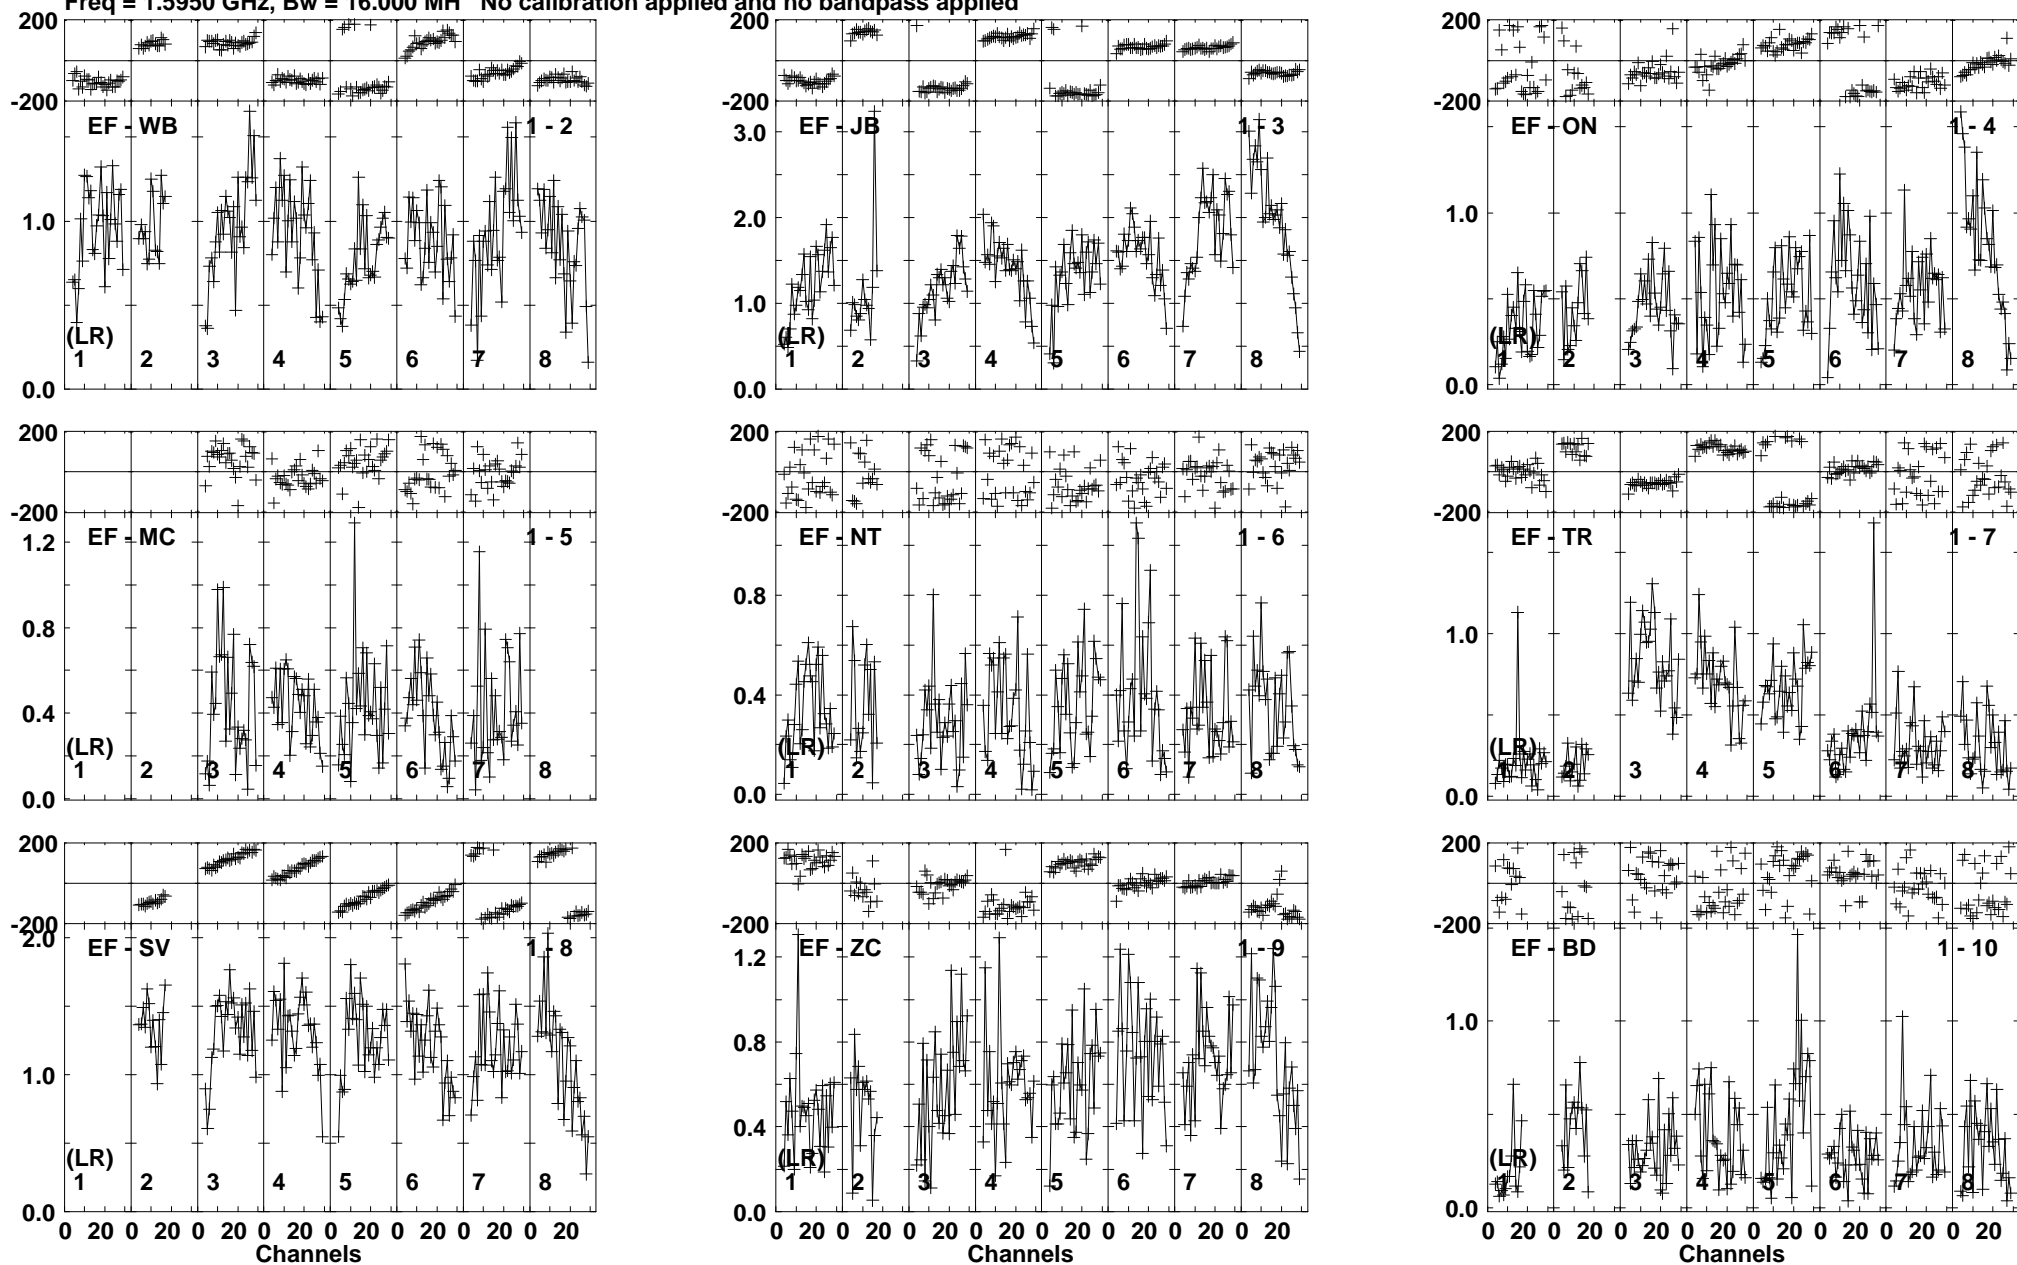 Freq = 1.5950 GHz, Bw = 16.000 MH No calibration applied and no bandpass applied
200 200 200
-200 -200 -200
EF - WB 1 - 2 EF - JB 1 - 3 EF - ON 1 - 4
3.0
2.0
1.0 1.0 1.0
(LR) (LR) (LR)
1 2 3 4 5 6 7 8 1 2 3 4 5 6 7 8 1 2 3 4 5 6 7 8
0.0 0.0 0.0
200 200 200
-200 -200 -200
EF - MC 1 - 5 EF - NT 1 - 6 EF - TR 1 - 7
1.2
0.8 0.8 1.0
0.4 0.4
(LR) (LR) (LR)
1 2 3 4 5 6 7 8 1 2 3 4 5 6 7 8 1 2 3 4 5 6 7 8
0.0 0.0 0.0
200 200 200
-200 -200 -200
2.0
EF - SV 1 - 8 EF - ZC 1 - 9 EF - BD 1 - 10
1.2
1.0 0.8 1.0
0.4
(LR) (LR) (LR)
1 2 3 4 5 6 7 8 1 2 3 4 5 6 7 8 1 2 3 4 5 6 7 8
0.0 0.0 0.0
0 20 0 20 0 20 0 20 0 20 0 20 0 20 0 20 0 20 0 20 0 20 0 20 0 20 0 20 0 20 0 20 0 20 0 20 0 20 0 20 0 20 0 20 0 20 0 20
Channels Channels Channels